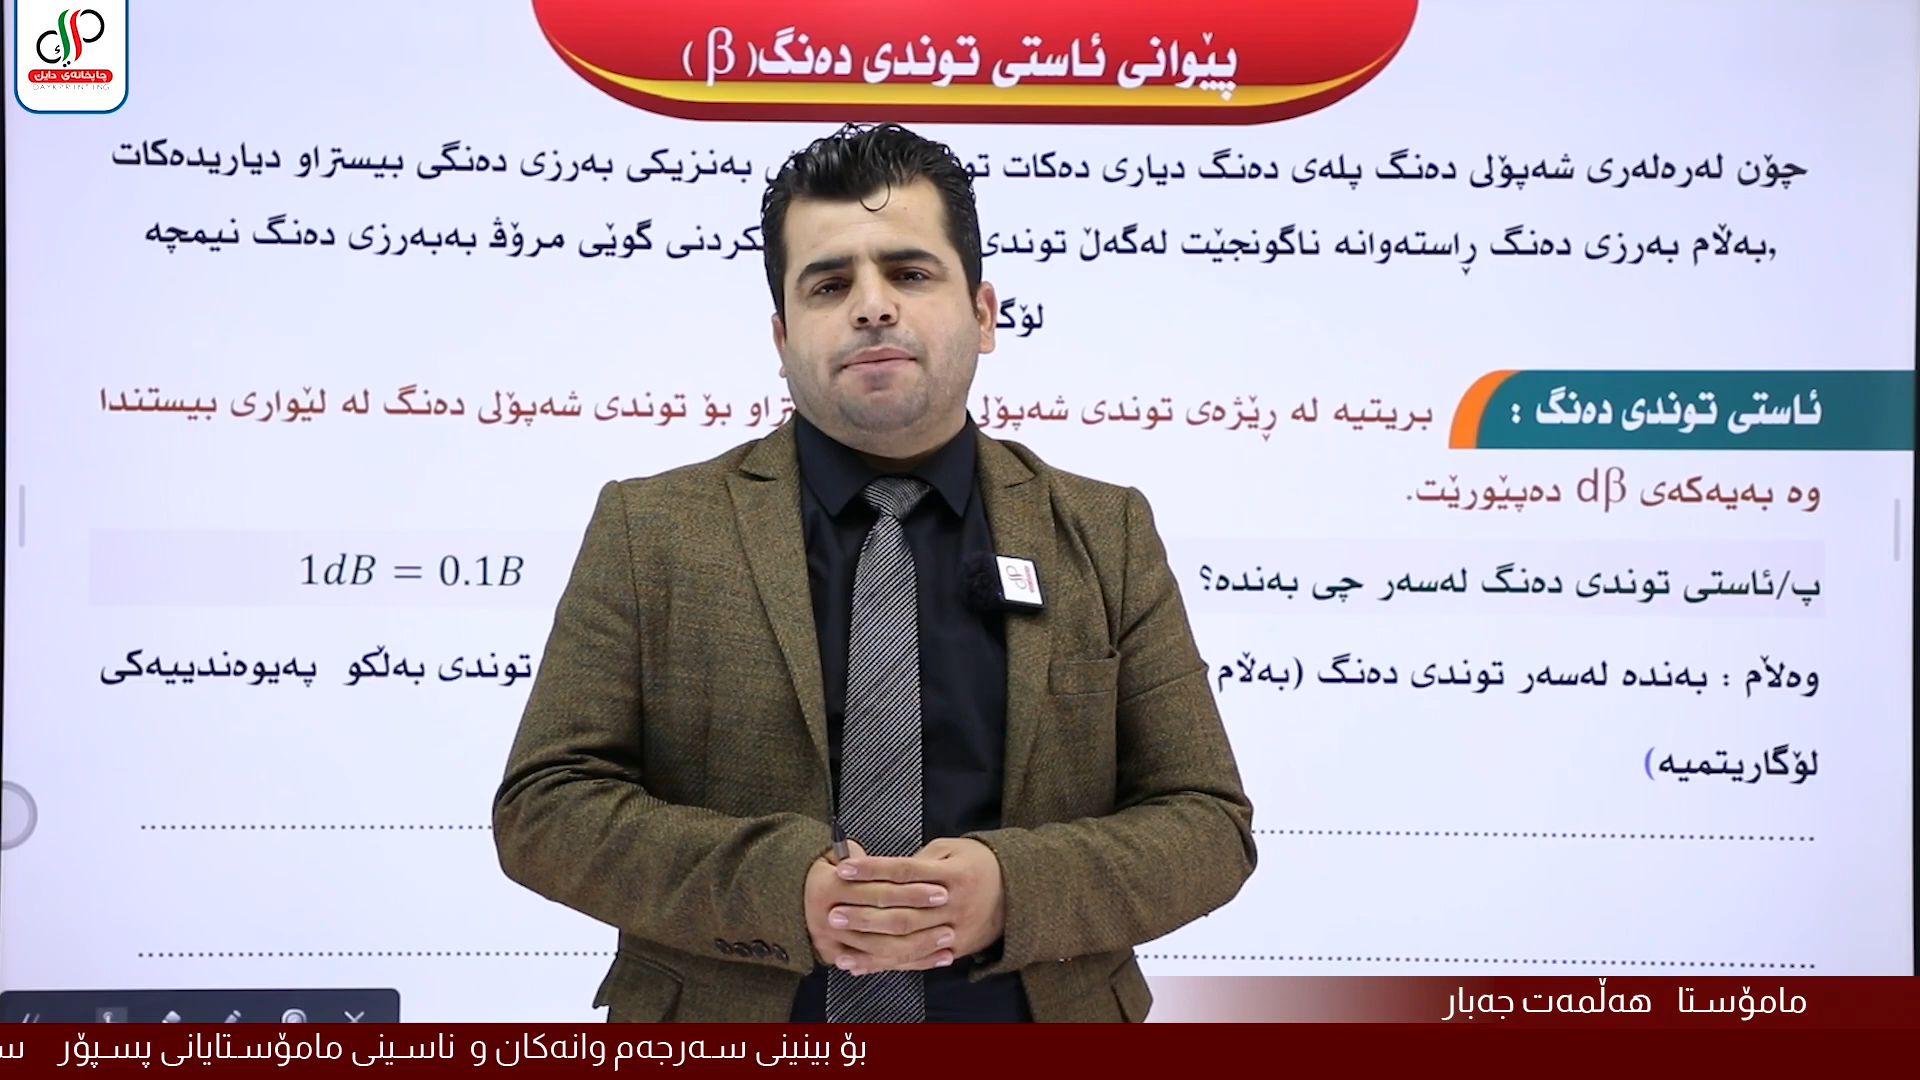 چاپخانەی دایک
DAYKPRINTING
پێوانی ئاستی توندی دەنگ( β )
چۆن لەرەلەری شەپۆلی دەنگ پلەی دەنگ دیاری دەکات بەنزیکی بەرزی دەنگی بیستراو دیاریدەکات
,بەڵام بەرزی دەنگ ڕاستەوانە ناگونجێت لەگەڵ توندی کردنی گوێی مرۆڤ بەبەرزی دەنگ نیمچە
ئاستی توندی دەنگ :
بریتیە لە ڕێژەی توندی شەپۆلی بۆ توندی شەپۆلی دەنگ لە لێواری بیستندا
وە بەیەکەی dβ دەپێورێت.
پ/ئاستی توندی دەنگ لەسەر چی بەندە؟
1dB = 0.1B
وەڵام : بەندە لەسەر توندی دەنگ (بەڵام توندی بەڵکو پەیوەندییەکی
لۆگاریتمیە)
مامۆستا هەڵمەت جەبار
بۆ بینینی سەرجەم وانەکان و ناسینی مامۆستایانی پسپۆر